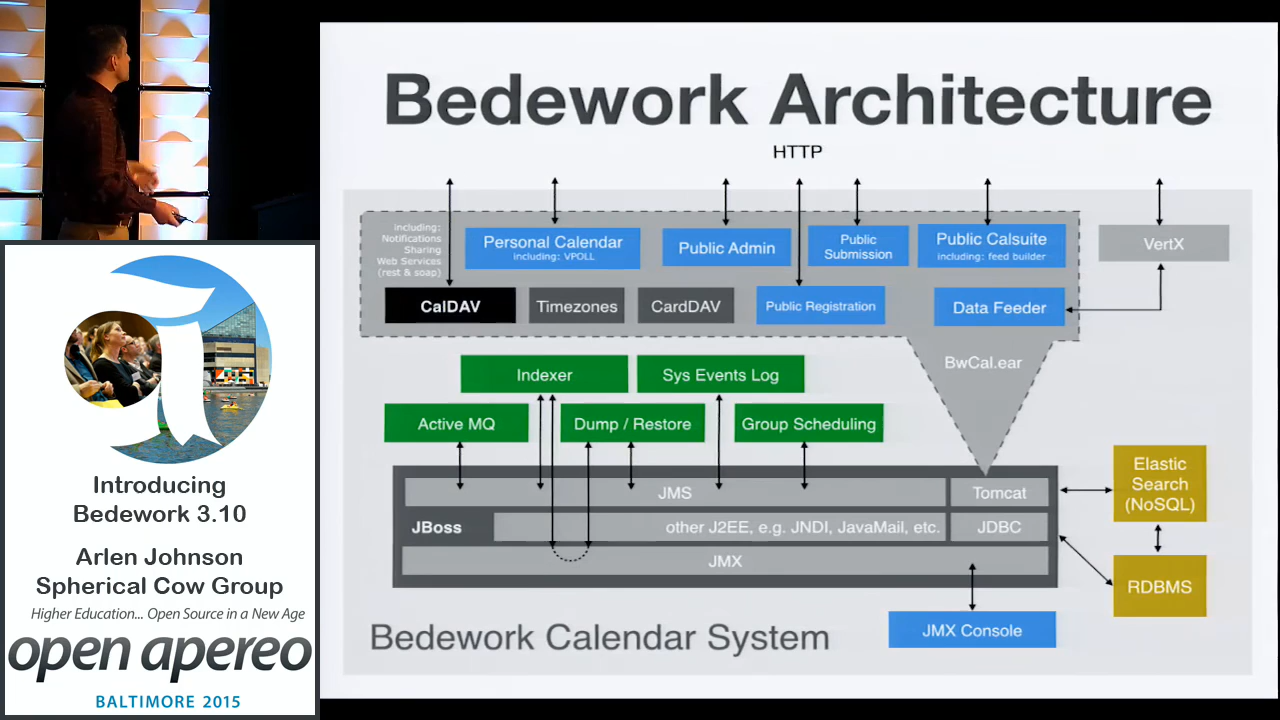 Bedework Architecture
HTTP
including:
Notifications
Sharing
Web Services
(rest & soap)
Personal Calendar
including: VPOLL
Public Admin
Public
Submission
Public Calsuite
including: feed builder
VertX
CalDAV
Timezones
CardDAV
Public Registration
Data Feeder
BwCal.ear
Indexer
Sys Events Log
Active MQ
Dump / Restore
Group Scheduling
JMS
Tomcat
JBoss
other J2EE, e.g. JNDI, JavaMail, etc.
JDBC
JMX
Elastic
Search
(NoSQL)
RDBMS
JMX Console
Bedework Calendar System
Introducing
Bedework 3.10
Arlen Johnson
Spherical Cow Group
Higher Education... Open Source in a New Age
open apereo
BALTIMORE 2015